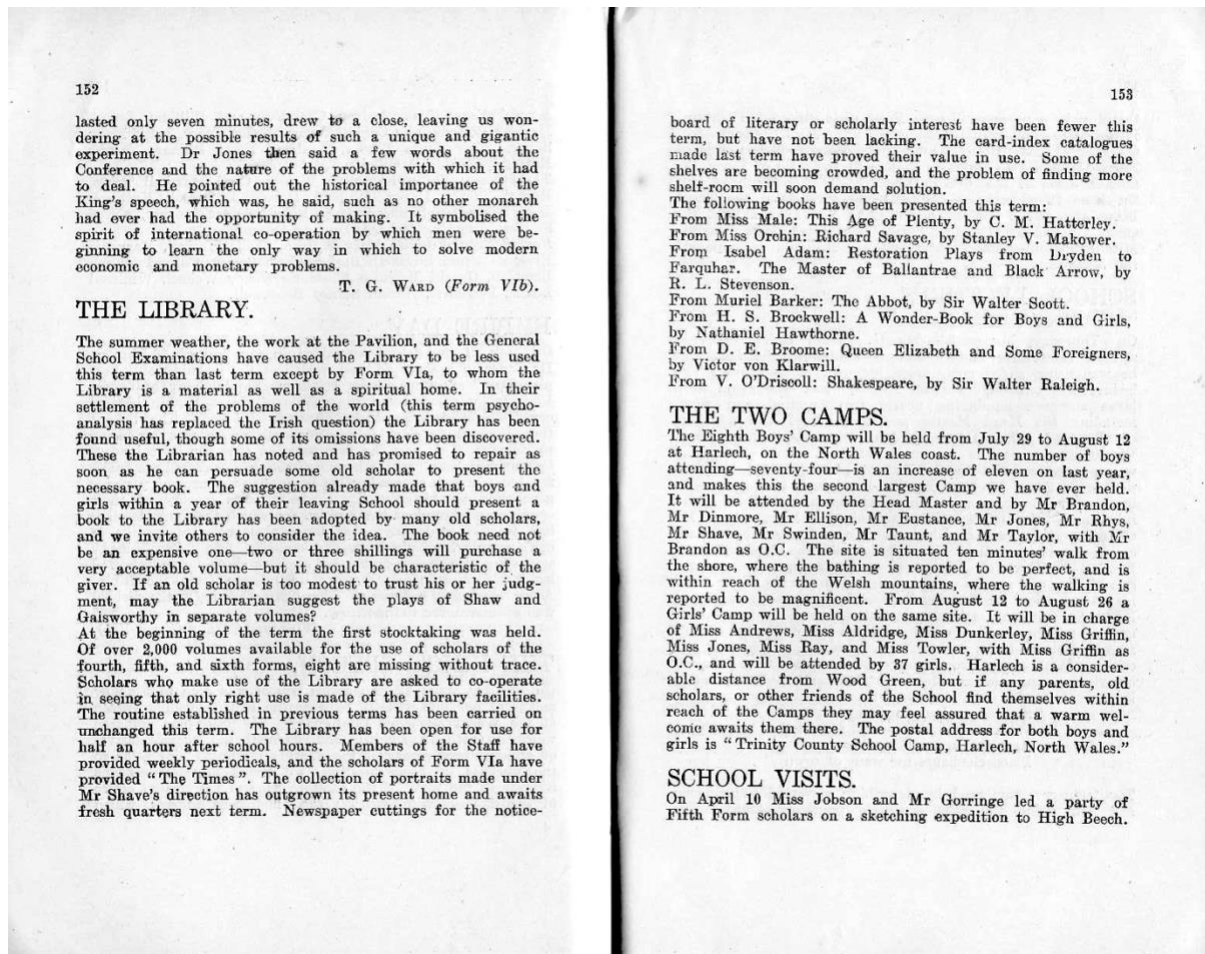 152
lasted only seven minutes, drew to a close, leaving us won-
dering at the possible results of such a unique and gigantic
experiment. Dr Jones then said a few words about the
Conference and the nature of the problems with which it had
to deal. He pointed out the historical importance of the
King's speech, which was, he said, such as no other monarch
had ever had the opportunity of making. It symbolised the
spirit of international co-operation by which men were be-
ginning to learn the only way in which to solve modern
economic and monetary problems.
T. G. WARD (Form VIb).
THE LIBRARY.
The summer weather, the work at the Pavilion, and the General
School Examinations have caused the Library to be less used
this term than last term except by Form VIa, to whom the
Library is a material as well as a spiritual home. In their
settlement of the problems of the world (this term psycho-
analysis has replaced the Irish question) the Library has been
found useful, though some of its omissions have been discovered.
These the Librarian has noted and has promised to repair as
soon as he can persuade some old scholar to present the
necessary book. The suggestion already made that boys and
girls within a year of their leaving School should present a
book to the Library has been adopted by many old scholars,
and we invite others to consider the idea. The book need not
be an expensive one—two or three shillings will purchase a
very acceptable volume—but it should be characteristic of the
giver. If an old scholar is too modest to trust his or her judg-
ment, may the Librarian suggest the plays of Shaw and
Galsworthy in separate volumes?
At the beginning of the term the first stocktaking was held.
Of over 2,000 volumes available for the use of scholars of the
fourth, fifth, and sixth forms, eight are missing without trace.
Scholars who make use of the Library are asked to co-operate
in seeing that only right use is made of the Library facilities.
The routine established in previous terms has been carried on
unchanged this term. The Library has been open for use for
half an hour after school hours. Members of the Staff have
provided weekly periodicals, and the scholars of Form VIa have
provided "The Times". The collection of portraits made under
Mr Shave's direction has outgrown its present home and awaits
fresh quarters next term. Newspaper cuttings for the notice-
153
board of literary or scholarly interest have been fewer this
term, but have not been lacking. The card-index catalogues
made last term have proved their value in use. Some of the
shelves are becoming crowded, and the problem of finding more
shelf-room will soon demand solution.
The following books have been presented this term:
From Miss Male: This Age of Plenty, by C. M. Hatterley.
From Miss Orchin: Richard Savage, by Stanley V. Makower.
From Isabel Adam: Restoration Plays from Dryden to
Farquhar. The Master of Ballantrae and Black Arrow, by
R. L. Stevenson.
From Muriel Barker: The Abbot, by Sir Walter Scott.
From H. S. Brockwell: A Wonder-Book for Boys and Girls,
by Nathaniel Hawthorne.
From D. E. Broome: Queen Elizabeth and Some Foreigners,
by Victor von Klarwill.
From V. O'Driscoll: Shakespeare, by Sir Walter Raleigh.
THE TWO CAMPS.
The Eighth Boys' Camp will be held from July 29 to August 12
at Harlech, on the North Wales coast. The number of boys
attending—seventy-four—is an increase of eleven on last year,
and makes this the second largest Camp we have ever held.
It will be attended by the Head Master and by Mr Brandon,
Mr Dinmore, Mr Ellison, Mr Eustance, Mr Jones, Mr Rhys,
Mr Shave, Mr Swinden, Mr Taunt, and Mr Taylor, with Mr
Brandon as O.C. The site is situated ten minutes' walk from
the shore, where the bathing is reported to be perfect, and is
within reach of the Welsh mountains, where the walking is
reported to be magnificent. From August 12 to August 26 a
Girls' Camp will be held on the same site. It will be in charge
of Miss Andrews, Miss Aldridge, Miss Dunkerley, Miss Griffin,
Miss Jones, Miss Ray, and Miss Towler, with Miss Griffin as
O.C., and will be attended by 37 girls. Harlech is a consider-
able distance from Wood Green, but if any parents, old
scholars, or other friends of the School find themselves within
reach of the Camps they may feel assured that a warm wel-
come awaits them there. The postal address for both boys and
girls is "Trinity County School Camp, Harlech, North Wales."
SCHOOL VISITS.
On April 10 Miss Jobson and Mr Gorringe led a party of
Fifth Form scholars on a sketching expedition to High Beech.